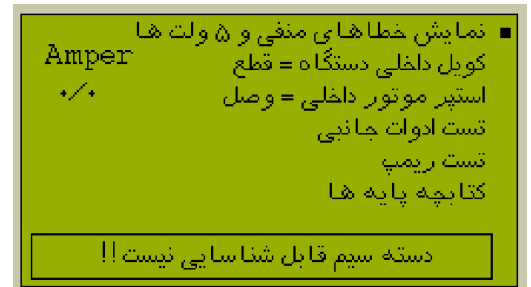 ■ نمایش خطاهای منفی و ۵ ولت ها
کویل داخلی دستگاه = قطع
Amper
استپر موتور داخلی = وصل
۰/۰
تست ادوات جانبی
تست ریمپ
کتابچه پایه ها
دسته سیم قابل شناسایی نیست!!